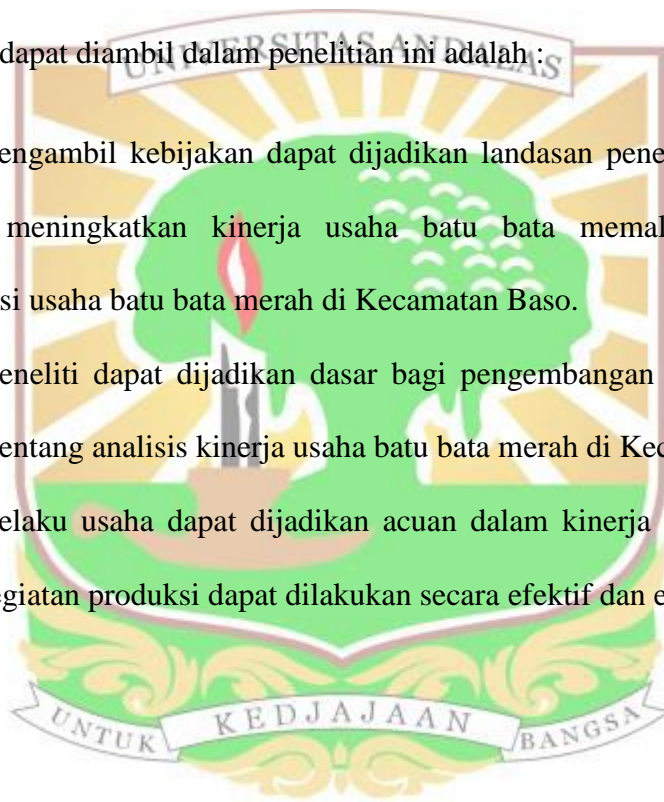 UNIVERSITAS ANDALAS
dapat diambil dalam penelitian ini adalah :
engambil kebijakan dapat dijadikan landasan pene
meningkatkan kinerja usaha batu bata memal
si usaha batu bata merah di Kecamatan Baso.
eneliti dapat dijadikan dasar bagi pengembangan
entang analisis kinerja usaha batu bata merah di Kec
elaku usaha dapat dijadikan acuan dalam kinerja
egiatan produksi dapat dilakukan secara efektif dan e
UNTUK KEDJAJAAN BANGSA